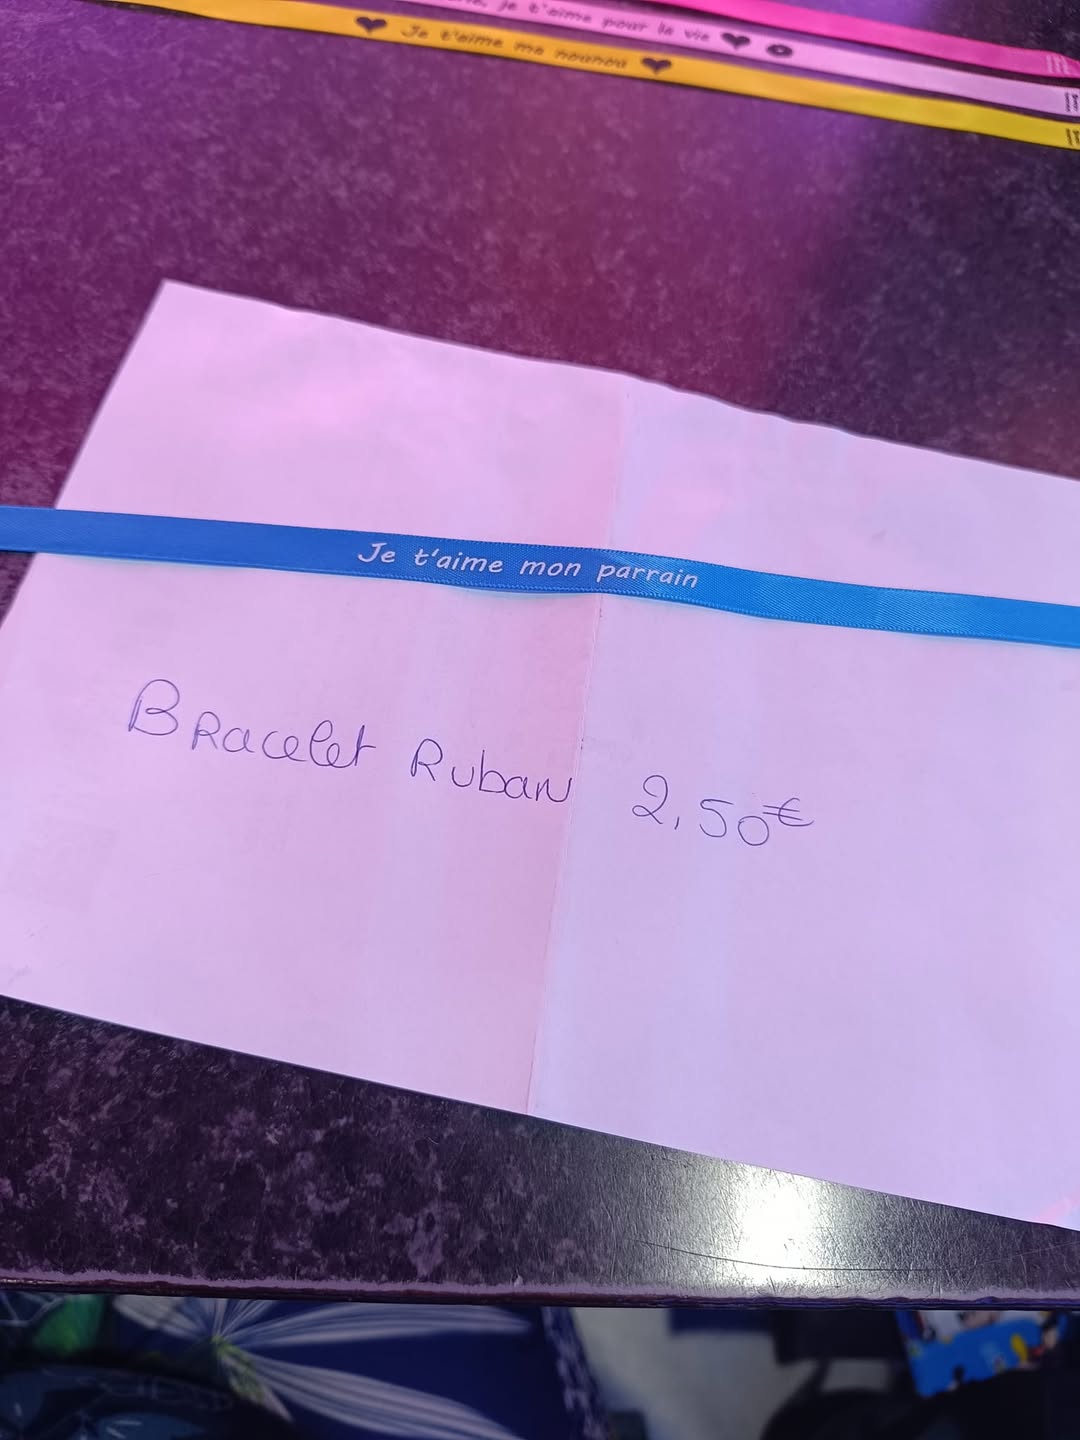 je t'aime pour la vie
Je t'aime ma nounou
Je t'aime mon parrain
Bracelet Ruban 2,50€